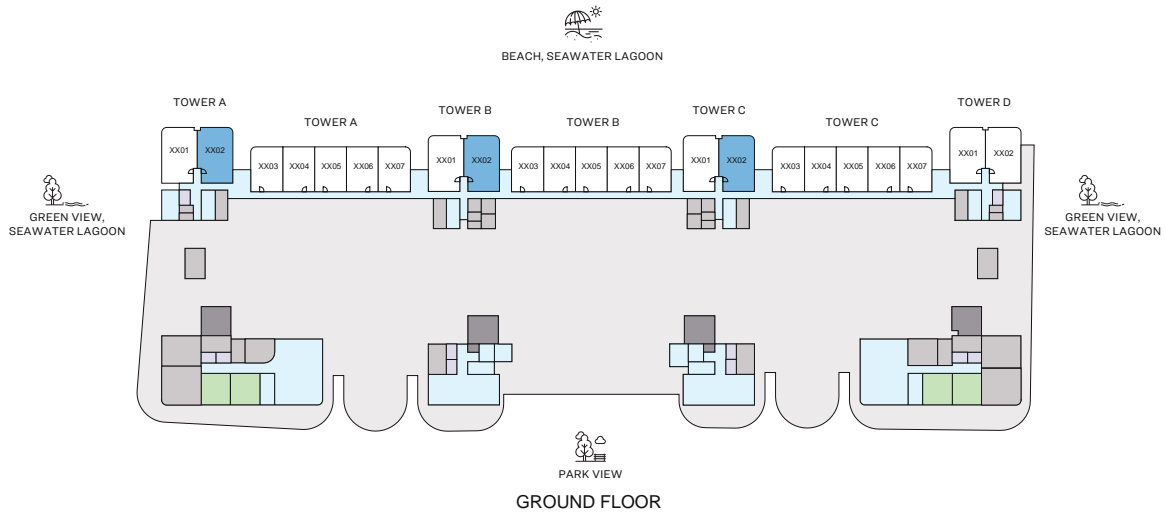 BEACH, SEAWATER LAGOON
TOWER A
TOWER A
TOWER B
TOWER B
TOWER C
TOWER C
TOWER D
XX01
XX02
XX03
XX04
XX05
XX06
XX07
XX01
XX02
XX03
XX04
XX05
XX06
XX07
XX01
XX02
XX03
XX04
XX05
XX06
XX07
XX01
XX02
GREEN VIEW,
SEAWATER LAGOON
GREEN VIEW,
SEAWATER LAGOON
PARK VIEW
GROUND FLOOR